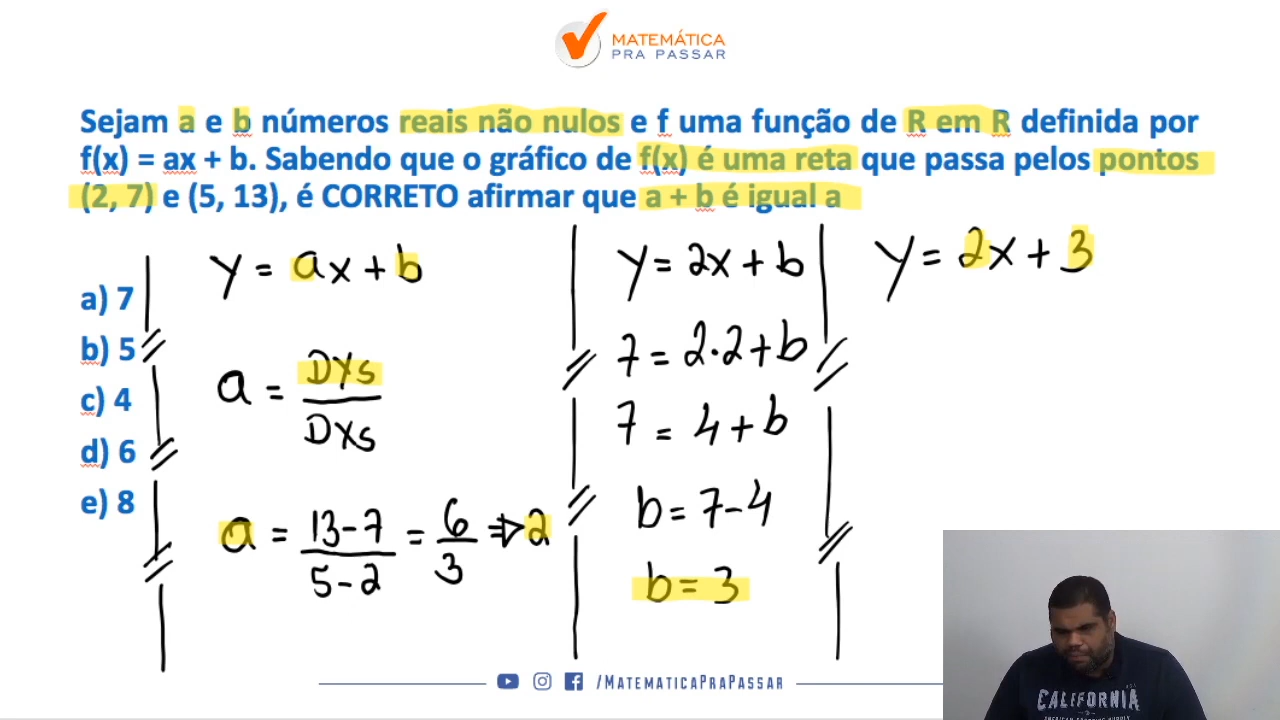 MATEMÁTICA
PRA PASSAR
Sejam a e b números reais não nulos e f uma função de R em R definida por
f(x) = ax + b. Sabendo que o gráfico de f(x) é uma reta que passa pelos pontos
(2, 7) e (5, 13), é CORRETO afirmar que a + b é igual a
a) 7
b) 5
c) 4
d) 6
e) 8
y = ax + b
a = DYs/DXs
a = 13-7/5-2 = 6/3 => 2
y = 2x + b
7 = 2·2 + b
7 = 4 + b
b = 7-4
b = 3
y = 2x + 3
/MATEMATICAPRAPASSAR
CALIFORNIA